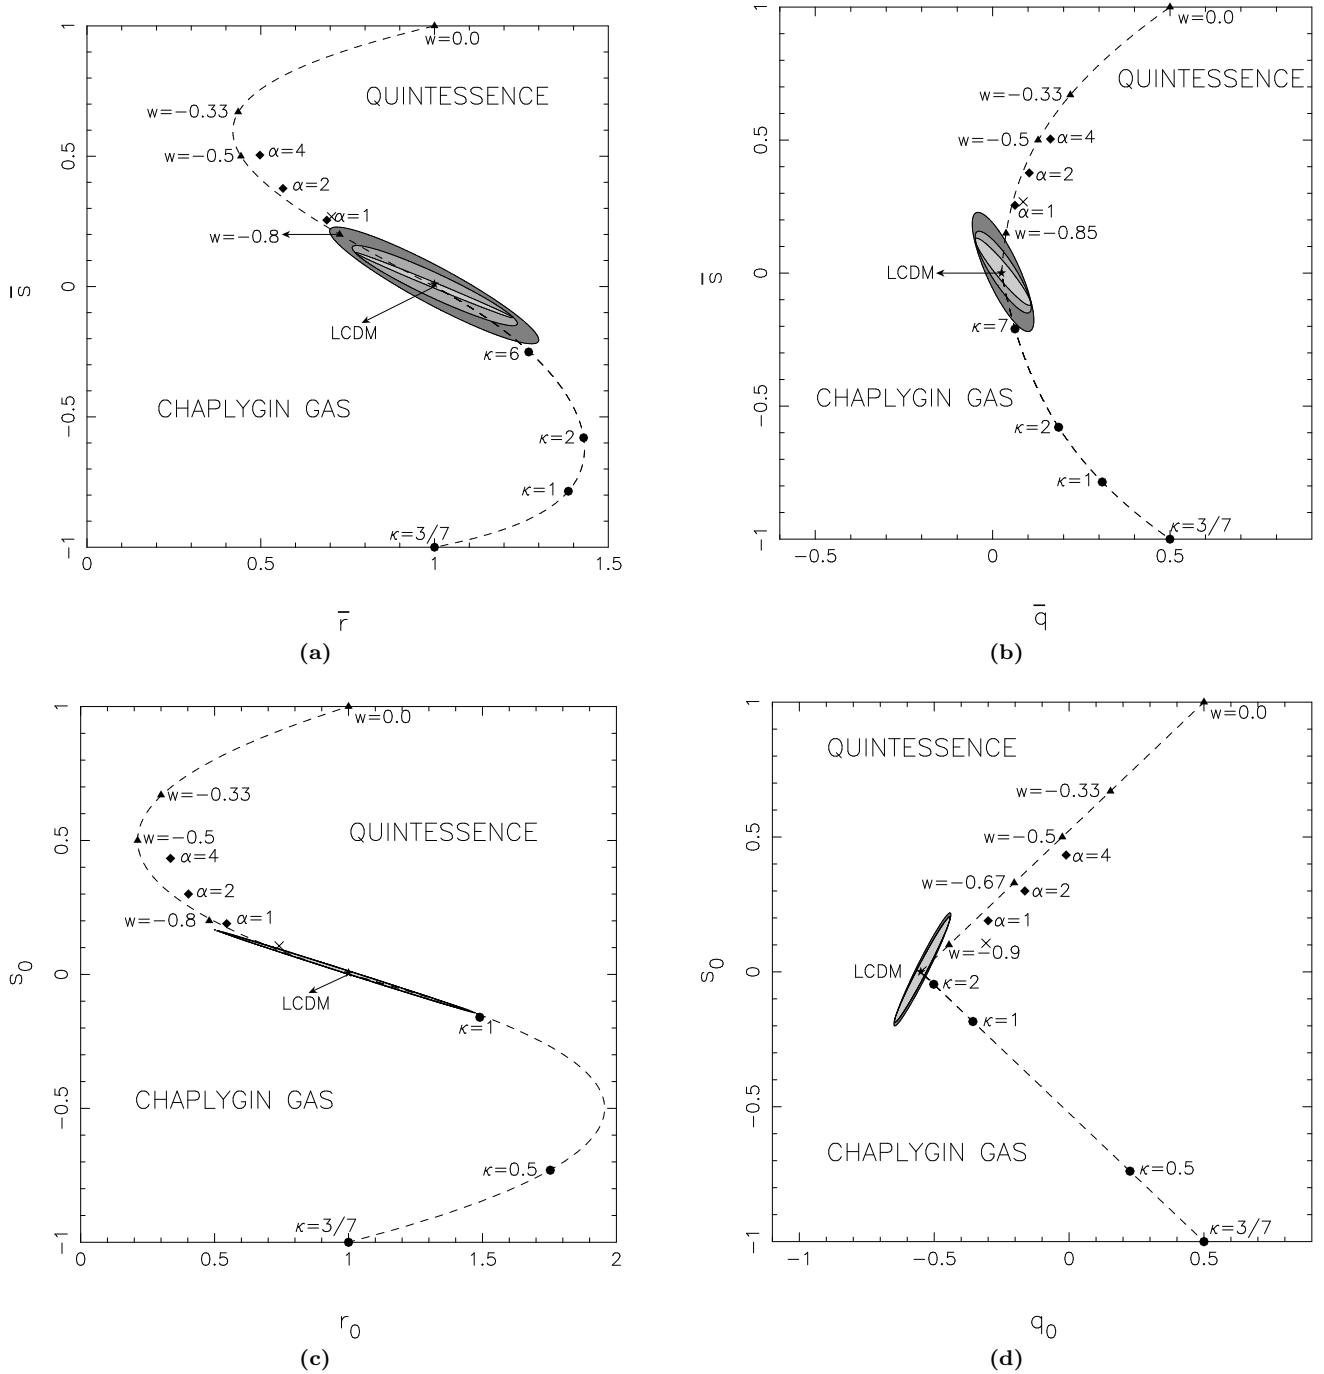 1
w=0.0
QUINTESSENCE
w=−0.33
0.5
w=−0.5
α=4
α=2
α=1
w=−0.8
s̅
0
LCDM
κ=6
CHAPLYGIN GAS
−0.5
κ=2
κ=1
κ=3/7
−1
0 0.5 1 1.5
r̅
(a)
1
w=0.0
QUINTESSENCE
w=−0.33
0.5
w=−0.5
α=4
α=2
α=1
w=−0.85
s̅
0
LCDM
κ=7
CHAPLYGIN GAS
−0.5
κ=2
κ=1
κ=3/7
−1
−0.5 0 0.5
q̅
(b)
1
w=0.0
w=−0.33
QUINTESSENCE
0.5
w=−0.5
α=4
α=2
w=−0.8
α=1
s₀
0
LCDM
κ=1
CHAPLYGIN GAS
−0.5
κ=0.5
κ=3/7
−1
0 0.5 1 1.5 2
r₀
(c)
1
w=0.0
QUINTESSENCE
w=−0.33
0.5
w=−0.5
α=4
w=−0.67
α=2
α=1
w=−0.9
s₀
0
LCDM
κ=2
κ=1
−0.5
CHAPLYGIN GAS
κ=0.5
κ=3/7
−1
−1 −0.5 0 0.5
q₀
(d)